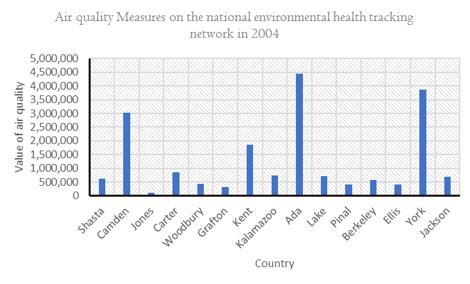 Air quality Measures on the national environmental health tracking
network in 2004
Value of air quality
5,000,000
4,500,000
4,000,000
3,500,000
3,000,000
2,500,000
2,000,000
1,500,000
1,000,000
500,000
0
Shasta
Camden
Jones
Carter
Woodbury
Grafton
Kent
Kalamazoo
Ada
Lake
Pinal
Berkeley
Ellis
York
Jackson
Country